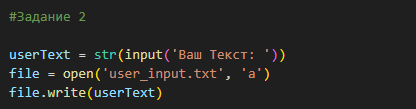 #Задание 2
userText = str(input('Ваш Текст: '))
file = open('user_input.txt', 'a')
file.write(userText)